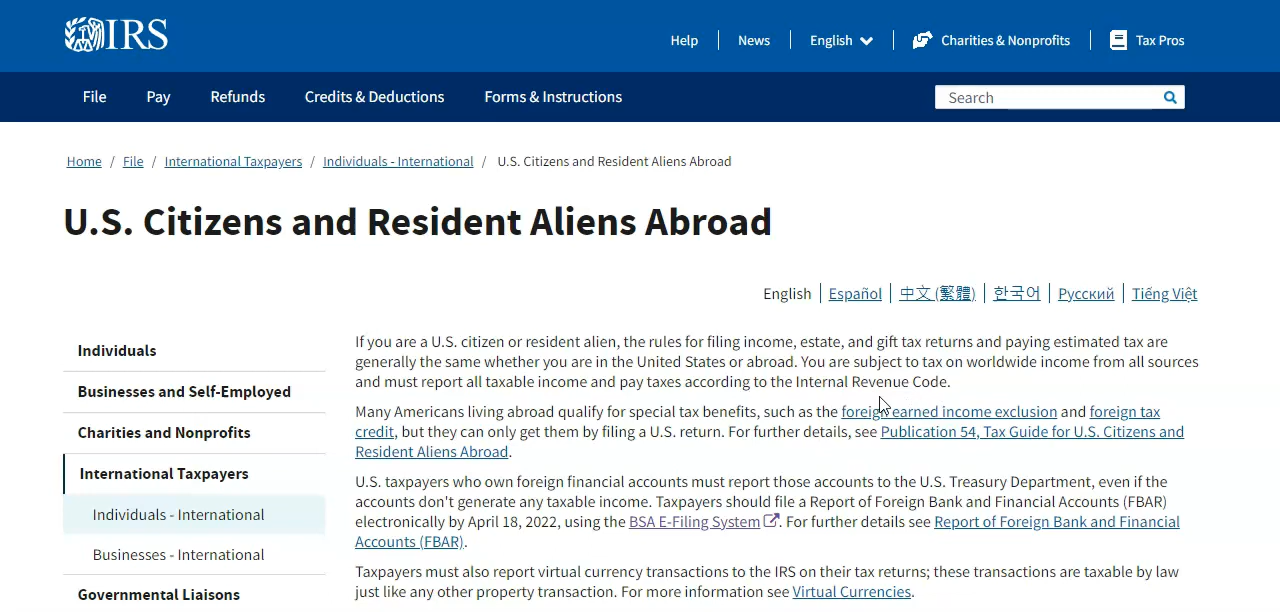 IRS
Help
News
English
Charities & Nonprofits
Tax Pros
File
Pay
Refunds
Credits & Deductions
Forms & Instructions
Search
Home / File / International Taxpayers / Individuals - International / U.S. Citizens and Resident Aliens Abroad
U.S. Citizens and Resident Aliens Abroad
English | Español | 中文 (繁體) | 한국어 | Русский | Tiếng Việt
Individuals
Businesses and Self-Employed
Charities and Nonprofits
International Taxpayers
Individuals - International
Businesses - International
Governmental Liaisons
If you are a U.S. citizen or resident alien, the rules for filing income, estate, and gift tax returns and paying estimated tax are
generally the same whether you are in the United States or abroad. You are subject to tax on worldwide income from all sources
and must report all taxable income and pay taxes according to the Internal Revenue Code.
Many Americans living abroad qualify for special tax benefits, such as the foreign earned income exclusion and foreign tax
credit, but they can only get them by filing a U.S. return. For further details, see Publication 54, Tax Guide for U.S. Citizens and
Resident Aliens Abroad.
U.S. taxpayers who own foreign financial accounts must report those accounts to the U.S. Treasury Department, even if the
accounts don't generate any taxable income. Taxpayers should file a Report of Foreign Bank and Financial Accounts (FBAR)
electronically by April 18, 2022, using the BSA E-Filing System. For further details see Report of Foreign Bank and Financial
Accounts (FBAR).
Taxpayers must also report virtual currency transactions to the IRS on their tax returns; these transactions are taxable by law
just like any other property transaction. For more information see Virtual Currencies.